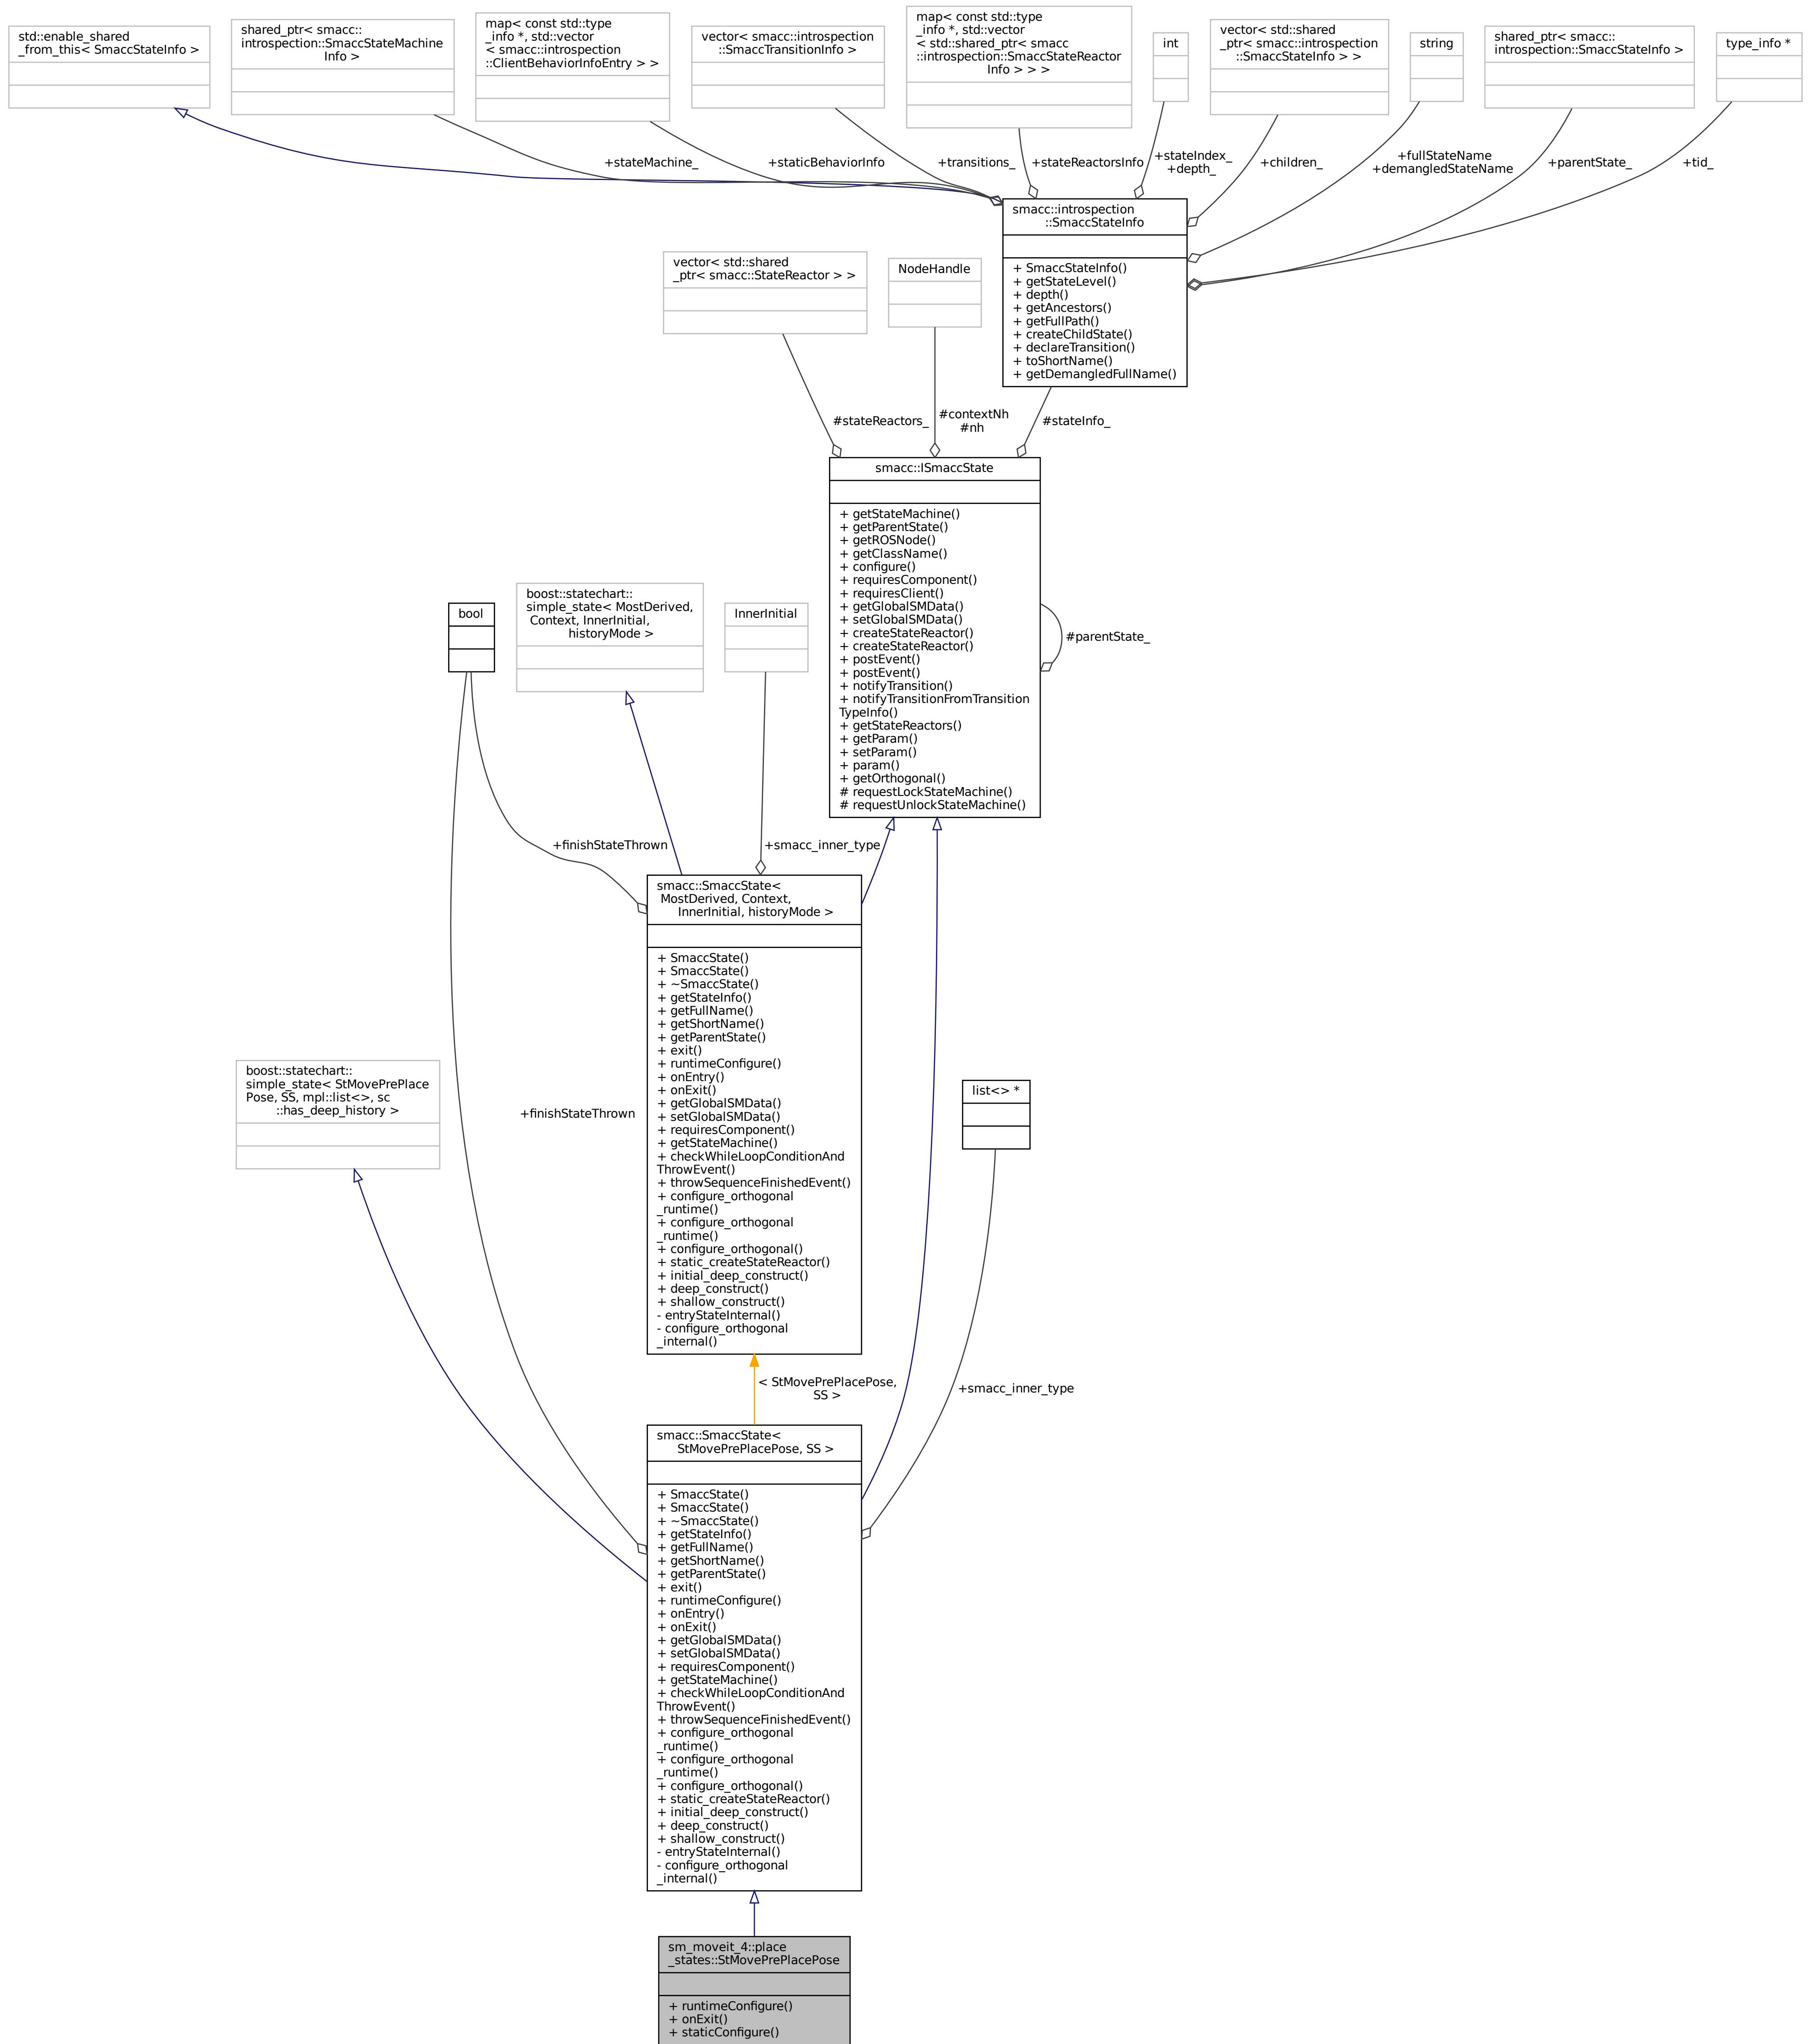 std::enable_shared
_from_this< SmaccStateInfo >
shared_ptr< smacc::
introspection::SmaccStateMachine
Info >
map< const std::type
_info *, std::vector
< smacc::introspection
::ClientBehaviorInfoEntry > >
vector< smacc::introspection
::SmaccTransitionInfo >
map< const std::type
_info *, std::vector
< std::shared_ptr< smacc
::introspection::SmaccStateReactor
Info > > >
int
vector< std::shared
_ptr< smacc::introspection
::SmaccStateInfo > >
string
shared_ptr< smacc::
introspection::SmaccStateInfo >
type_info *
+stateMachine_
+staticBehaviorInfo
+transitions_
+stateReactorsInfo
+stateIndex_
+depth_
+children_
+fullStateName
+demangledStateName
+parentState_
+tid_
smacc::introspection
::SmaccStateInfo
+ SmaccStateInfo()
+ getStateLevel()
+ depth()
+ getAncestors()
+ getFullPath()
+ createChildState()
+ declareTransition()
+ toShortName()
+ getDemangledFullName()
vector< std::shared
_ptr< smacc::StateReactor > >
NodeHandle
#stateReactors_
#contextNh
#nh
#stateInfo_
smacc::ISmaccState
+ getStateMachine()
+ getParentState()
+ getROSNode()
+ getClassName()
+ configure()
+ requiresComponent()
+ requiresClient()
+ getGlobalSMData()
+ setGlobalSMData()
+ createStateReactor()
+ createStateReactor()
+ postEvent()
+ postEvent()
+ notifyTransition()
+ notifyTransitionFromTransition
TypeInfo()
+ getStateReactors()
+ getParam()
+ setParam()
+ param()
+ getOrthogonal()
# requestLockStateMachine()
# requestUnlockStateMachine()
#parentState_
bool
boost::statechart::
simple_state< MostDerived,
Context, InnerInitial,
historyMode >
InnerInitial
+finishStateThrown
+smacc_inner_type
smacc::SmaccState<
MostDerived, Context,
InnerInitial, historyMode >
+ SmaccState()
+ SmaccState()
+ ~SmaccState()
+ getStateInfo()
+ getFullName()
+ getShortName()
+ getParentState()
+ exit()
+ runtimeConfigure()
+ onEntry()
+ onExit()
+ getGlobalSMData()
+ setGlobalSMData()
+ requiresComponent()
+ getStateMachine()
+ checkWhileLoopConditionAnd
ThrowEvent()
+ throwSequenceFinishedEvent()
+ configure_orthogonal
_runtime()
+ configure_orthogonal
_runtime()
+ configure_orthogonal()
+ static_createStateReactor()
+ initial_deep_construct()
+ deep_construct()
+ shallow_construct()
- entryStateInternal()
- configure_orthogonal
_internal()
boost::statechart::
simple_state< StMovePrePlace
Pose, SS, mpl::list<>, sc
::has_deep_history >
+finishStateThrown
list<> *
< StMovePrePlacePose,
SS >
+smacc_inner_type
smacc::SmaccState<
StMovePrePlacePose, SS >
+ SmaccState()
+ SmaccState()
+ ~SmaccState()
+ getStateInfo()
+ getFullName()
+ getShortName()
+ getParentState()
+ exit()
+ runtimeConfigure()
+ onEntry()
+ onExit()
+ getGlobalSMData()
+ setGlobalSMData()
+ requiresComponent()
+ getStateMachine()
+ checkWhileLoopConditionAnd
ThrowEvent()
+ throwSequenceFinishedEvent()
+ configure_orthogonal
_runtime()
+ configure_orthogonal
_runtime()
+ configure_orthogonal()
+ static_createStateReactor()
+ initial_deep_construct()
+ deep_construct()
+ shallow_construct()
- entryStateInternal()
- configure_orthogonal
_internal()
sm_moveit_4::place
_states::StMovePrePlacePose
+ runtimeConfigure()
+ onExit()
+ staticConfigure()